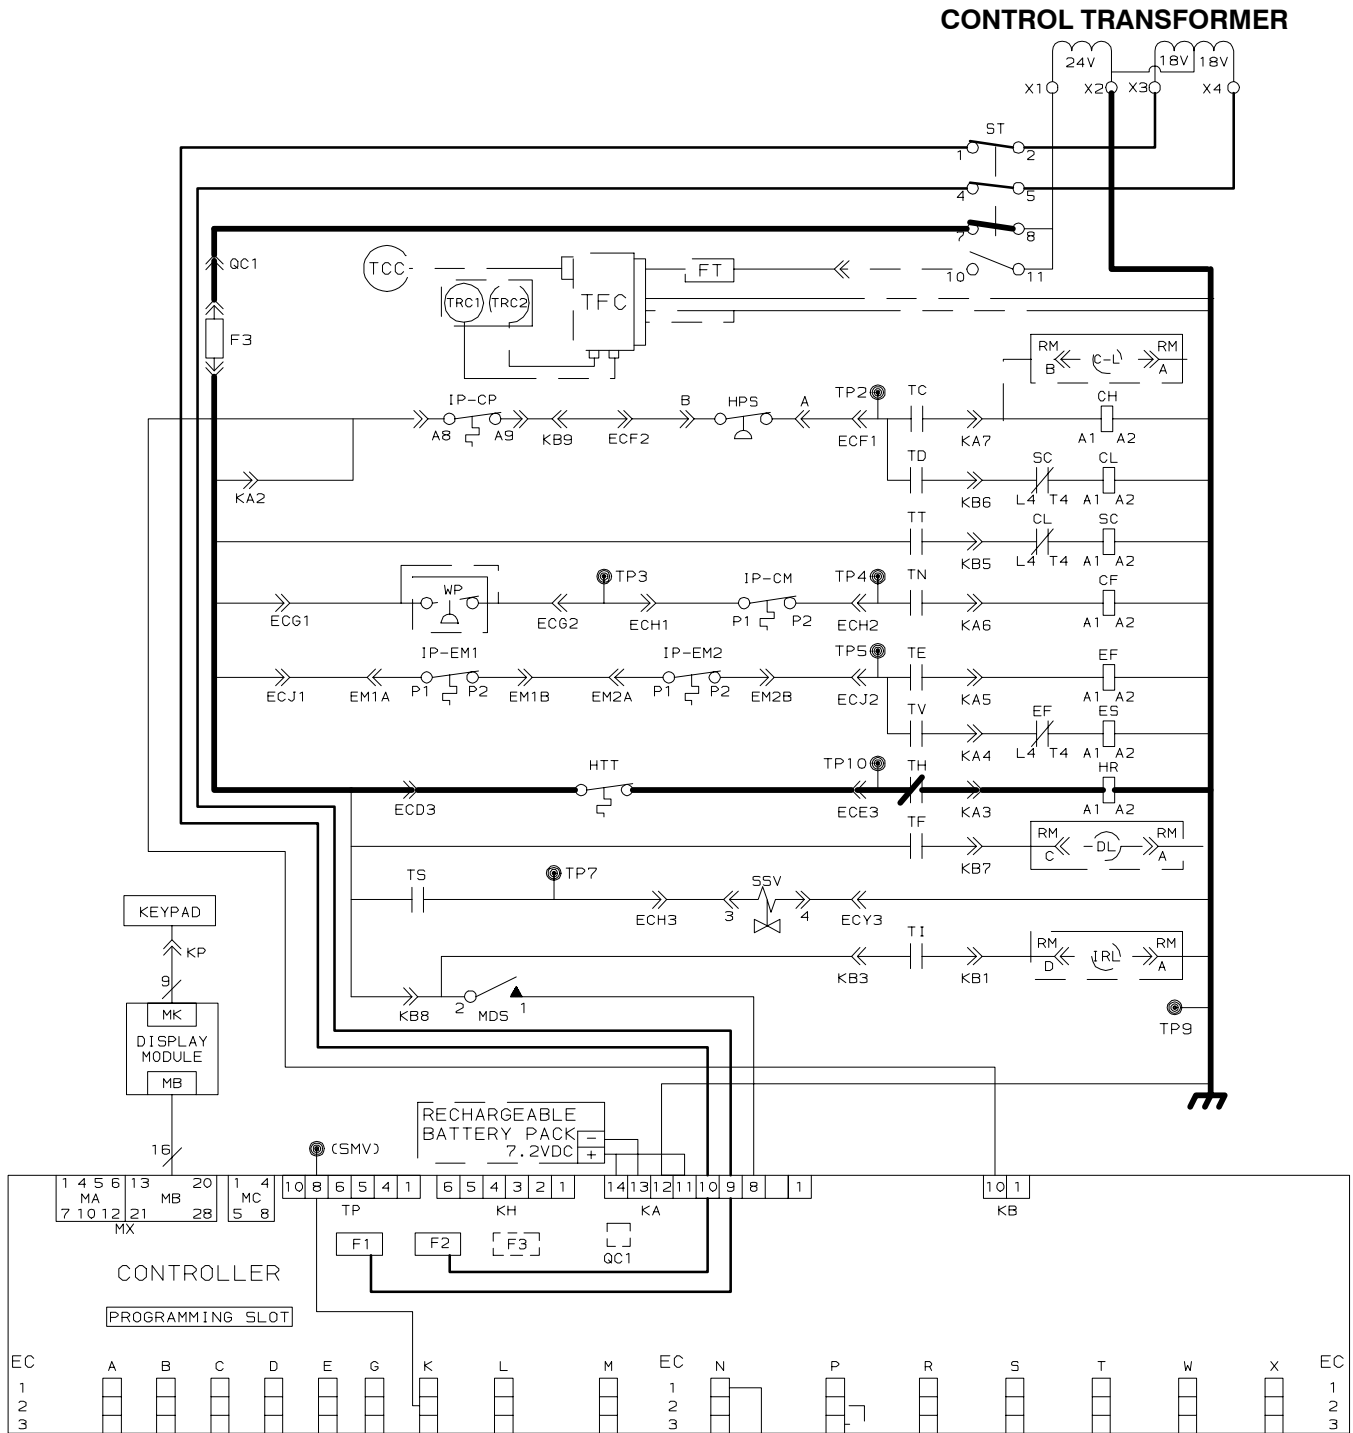 CONTROL TRANSFORMER
24V 18V 18V
X1 X2 X3 X4
ST
1 2
4 5
7 8
QC1
TCC FT 10 11
TRC1 TRC2 TFC
F3
RM RM
B C-L A
TP2 TC
IP-CP B HPS A CH
A8 A9 KB9 ECF2 ECF1 KA7 A1 A2
TD SC CL
KA2 KB6 L4 T4 A1 A2
TT CL SC
KB5 L4 T4 A1 A2
WP TP3 IP-CM TP4 TN CF
ECG1 ECG2 ECH1 P1 P2 ECH2 KA6 A1 A2
IP-EM1 IP-EM2 TP5 TE EF
ECJ1 EM1A P1 P2 EM1B EM2A P1 P2 EM2B ECJ2 KA5 A1 A2
TV EF ES
KA4 L4 T4 A1 A2
HTT TP10 TH HR
ECD3 ECE3 KA3 A1 A2
TF RM RM
KB7 C DL A
TS TP7 SSV
ECH3 3 4 ECY3
KEYPAD
KP
TI RM RM
KB3 KB1 D IRL A
9
KB8 2 MDS 1
MK
DISPLAY
MODULE
MB
TP9
16
(SMV)
RECHARGEABLE
BATTERY PACK −
7.2VDC +
1 4 5 6 13 20 1 4 10 8 6 5 4 1 6 5 4 3 2 1 14 13 12 11 10 9 8 1 10 1
MA MB MC TP KH KA KB
7 10 12 21 28 5 8
MX
F1 F2 F3 QC1
CONTROLLER
PROGRAMMING SLOT
EC A B C D E G K L M EC N P R S T W X EC
1 1 1
2 2 2
3 3 3